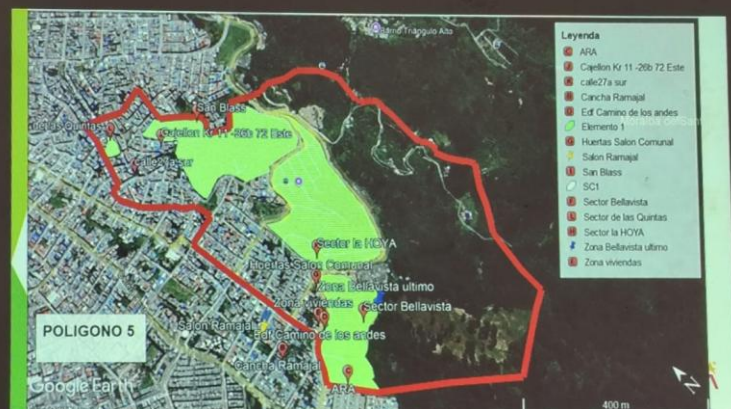 Barrio Triángulo Alto
San Blass
Cajellon Kr 11 -26b 72 Este
Sector la HOYA
Huertas Salon Comunal
Zona Bellavista ultimo
Zona viviendas
Sector Bellavista
Salon Ramajal
Edf Camino de los andes
Cancha Ramajal
ARA
POLIGONO 5
Google Earth
400 m
N
Leyenda
ARA
Cajellon Kr 11 -26b 72 Este
calle27a sur
Cancha Ramajal
Edf Camino de los andes
Elemento 1
Huertas Salon Comunal
Salon Ramajal
San Blass
SC1
Sector Bellavista
Sector de las Quintas
Sector la HOYA
Zona Bellavista ultimo
Zona viviendas